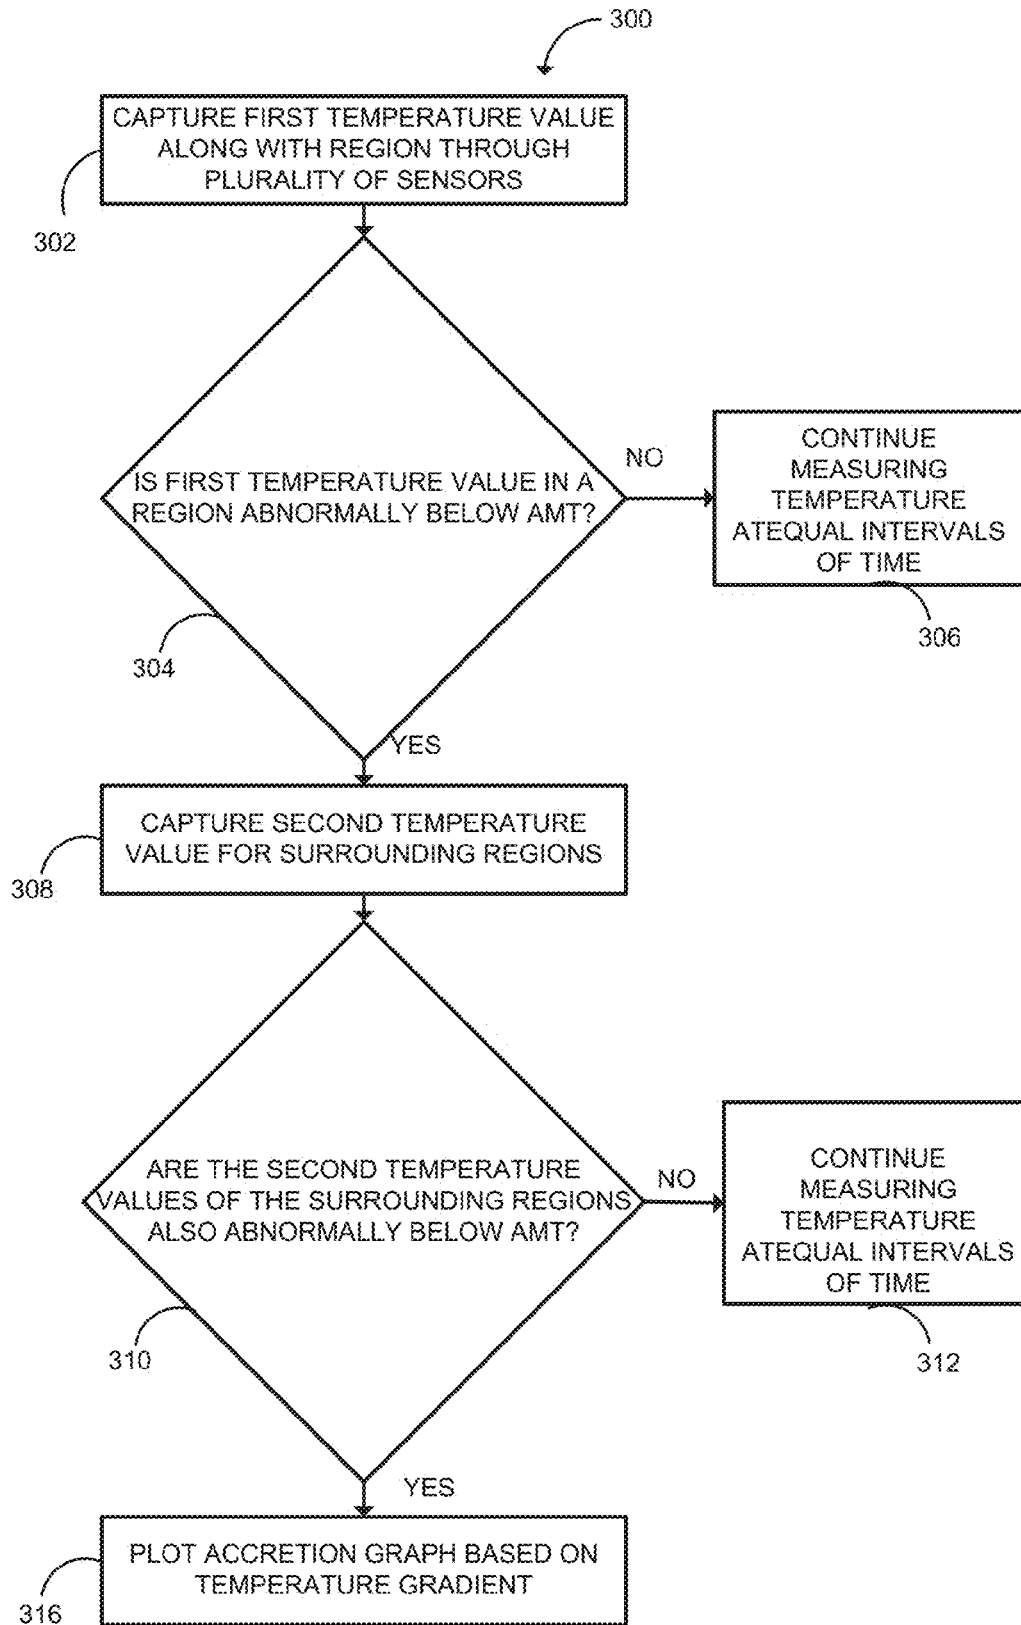 300
CAPTURE FIRST TEMPERATURE VALUE
ALONG WITH REGION THROUGH
PLURALITY OF SENSORS
302
IS FIRST TEMPERATURE VALUE IN A
REGION ABNORMALLY BELOW AMT?
304
NO
CONTINUE
MEASURING
TEMPERATURE
ATEQUAL INTERVALS
OF TIME
306
YES
CAPTURE SECOND TEMPERATURE
VALUE FOR SURROUNDING REGIONS
308
ARE THE SECOND TEMPERATURE
VALUES OF THE SURROUNDING REGIONS
ALSO ABNORMALLY BELOW AMT?
310
NO
CONTINUE
MEASURING
TEMPERATURE
ATEQUAL INTERVALS
OF TIME
312
YES
PLOT ACCRETION GRAPH BASED ON
TEMPERATURE GRADIENT
316